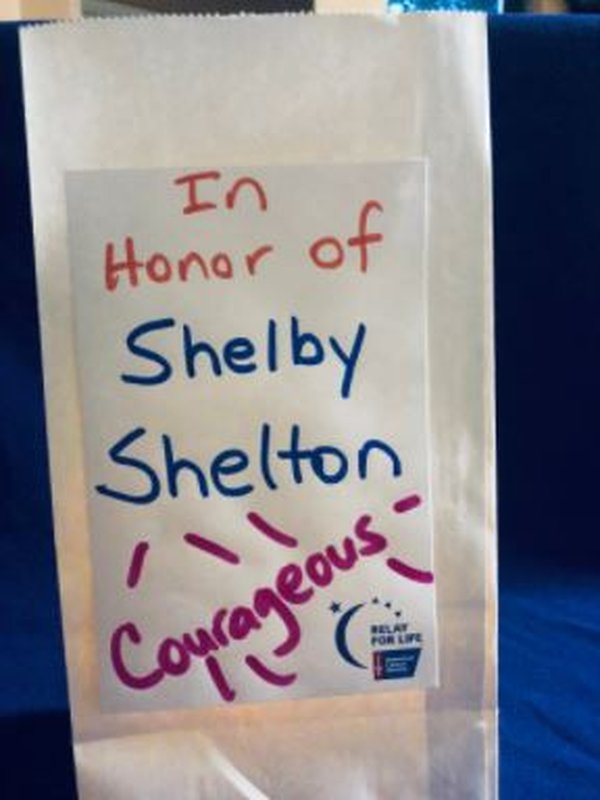 In
Honor of
Shelby
Shelton
Courageous
RELAY
FOR LIFE